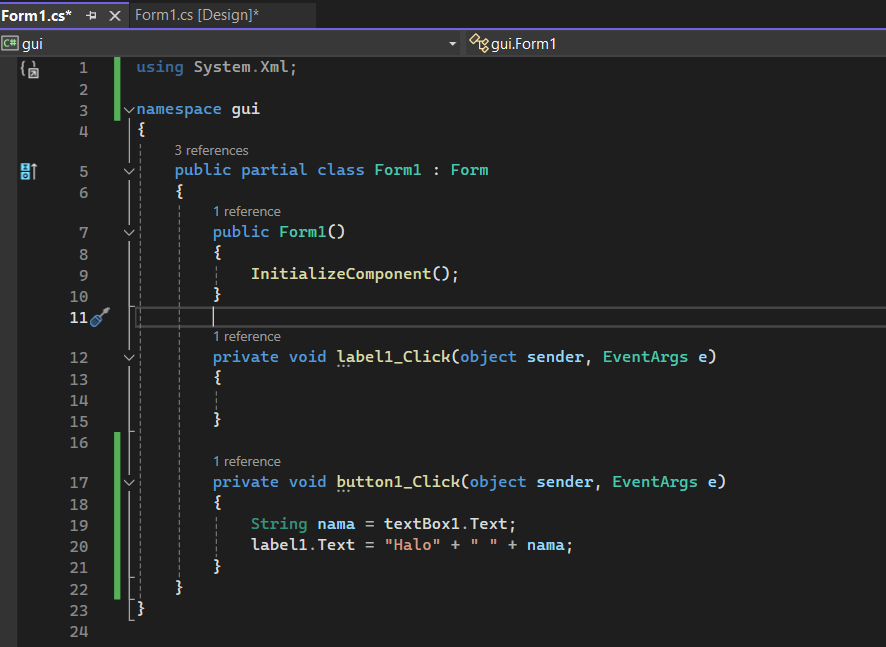 Form1.cs*
Form1.cs [Design]*
C# gui
gui.Form1
1 using System.Xml;
2
3 namespace gui
4 {
3 references
5 public partial class Form1 : Form
6 {
1 reference
7 public Form1()
8 {
9 InitializeComponent();
10 }
11
1 reference
12 private void label1_Click(object sender, EventArgs e)
13 {
14
15 }
16
1 reference
17 private void button1_Click(object sender, EventArgs e)
18 {
19 String nama = textBox1.Text;
20 label1.Text = "Halo" + " " + nama;
21 }
22 }
23 }
24